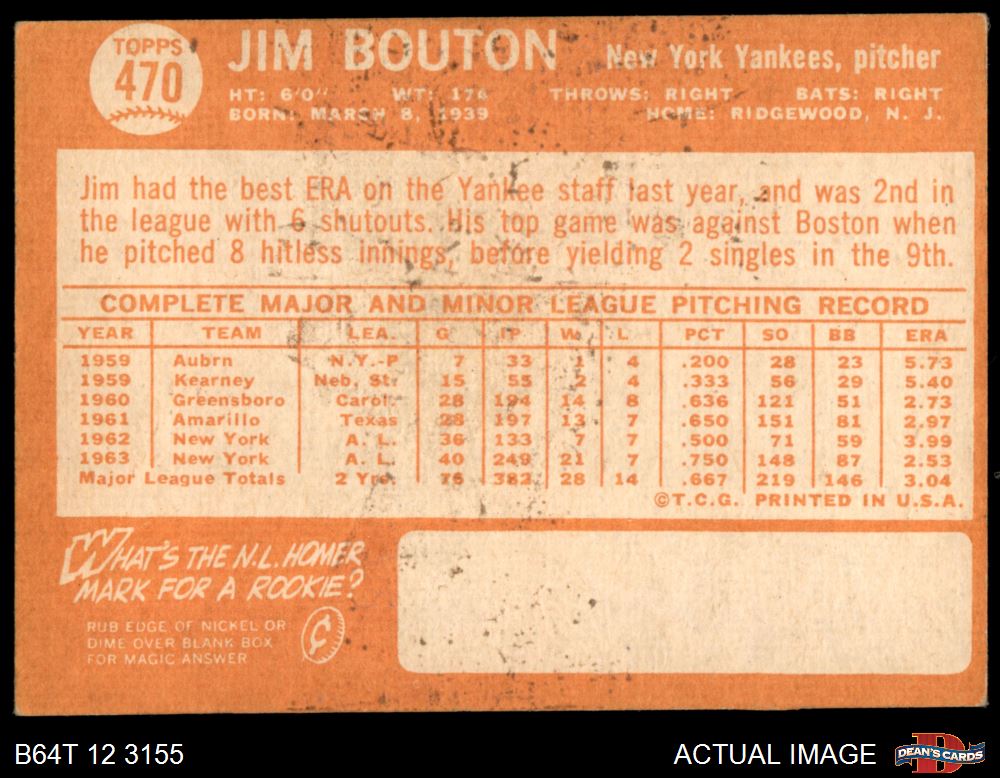 TOPPS
470
JIM BOUTON New York Yankees, pitcher
HT: 6'0" WT: 174 THROWS: RIGHT BATS: RIGHT
BORN: MARCH 8, 1939 HOME: RIDGEWOOD, N. J.
Jim had the best ERA on the Yankee staff last year, and was 2nd in
the league with 6 shutouts. His top game was against Boston when
he pitched 8 hitless innings, before yielding 2 singles in the 9th.
COMPLETE MAJOR AND MINOR LEAGUE PITCHING RECORD
YEAR TEAM LEA. G IP W L PCT SO BB ERA
1959 Aubrn N.Y.-P 7 33 1 4 .200 28 23 5.73
1959 Kearney Neb. St. 15 55 2 4 .333 56 29 5.40
1960 Greensboro Carol. 28 194 14 8 .636 121 51 2.73
1961 Amarillo Texas 28 197 13 7 .650 151 81 2.97
1962 New York A. L. 36 133 7 7 .500 71 59 3.99
1963 New York A. L. 40 249 21 7 .750 148 87 2.53
Major League Totals 2 Yrs. 76 382 28 14 .667 219 146 3.04
©T.C.G. PRINTED IN U.S.A.
WHAT'S THE N.L. HOMER
MARK FOR A ROOKIE?
RUB EDGE OF NICKEL OR
DIME OVER BLANK BOX
FOR MAGIC ANSWER
¢
B64T 12 3155 ACTUAL IMAGE DEAN'S CARDS